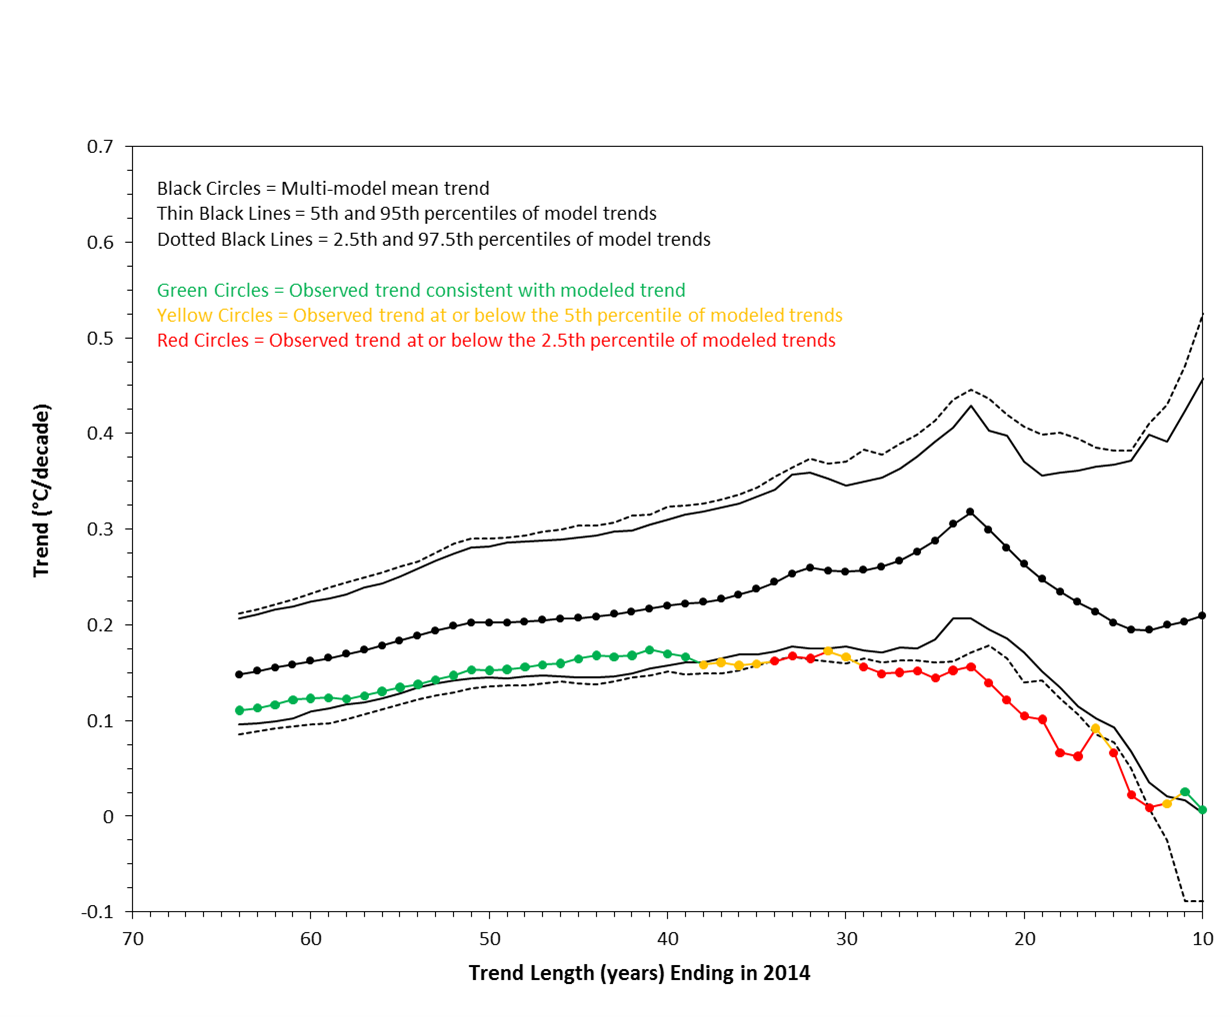 0.7
0.6
0.5
0.4
0.3
0.2
0.1
0
-0.1
Trend (°C/decade)
Black Circles = Multi-model mean trend
Thin Black Lines = 5th and 95th percentiles of model trends
Dotted Black Lines = 2.5th and 97.5th percentiles of model trends
Green Circles = Observed trend consistent with modeled trend
Yellow Circles = Observed trend at or below the 5th percentile of modeled trends
Red Circles = Observed trend at or below the 2.5th percentile of modeled trends
70 60 50 40 30 20 10
Trend Length (years) Ending in 2014